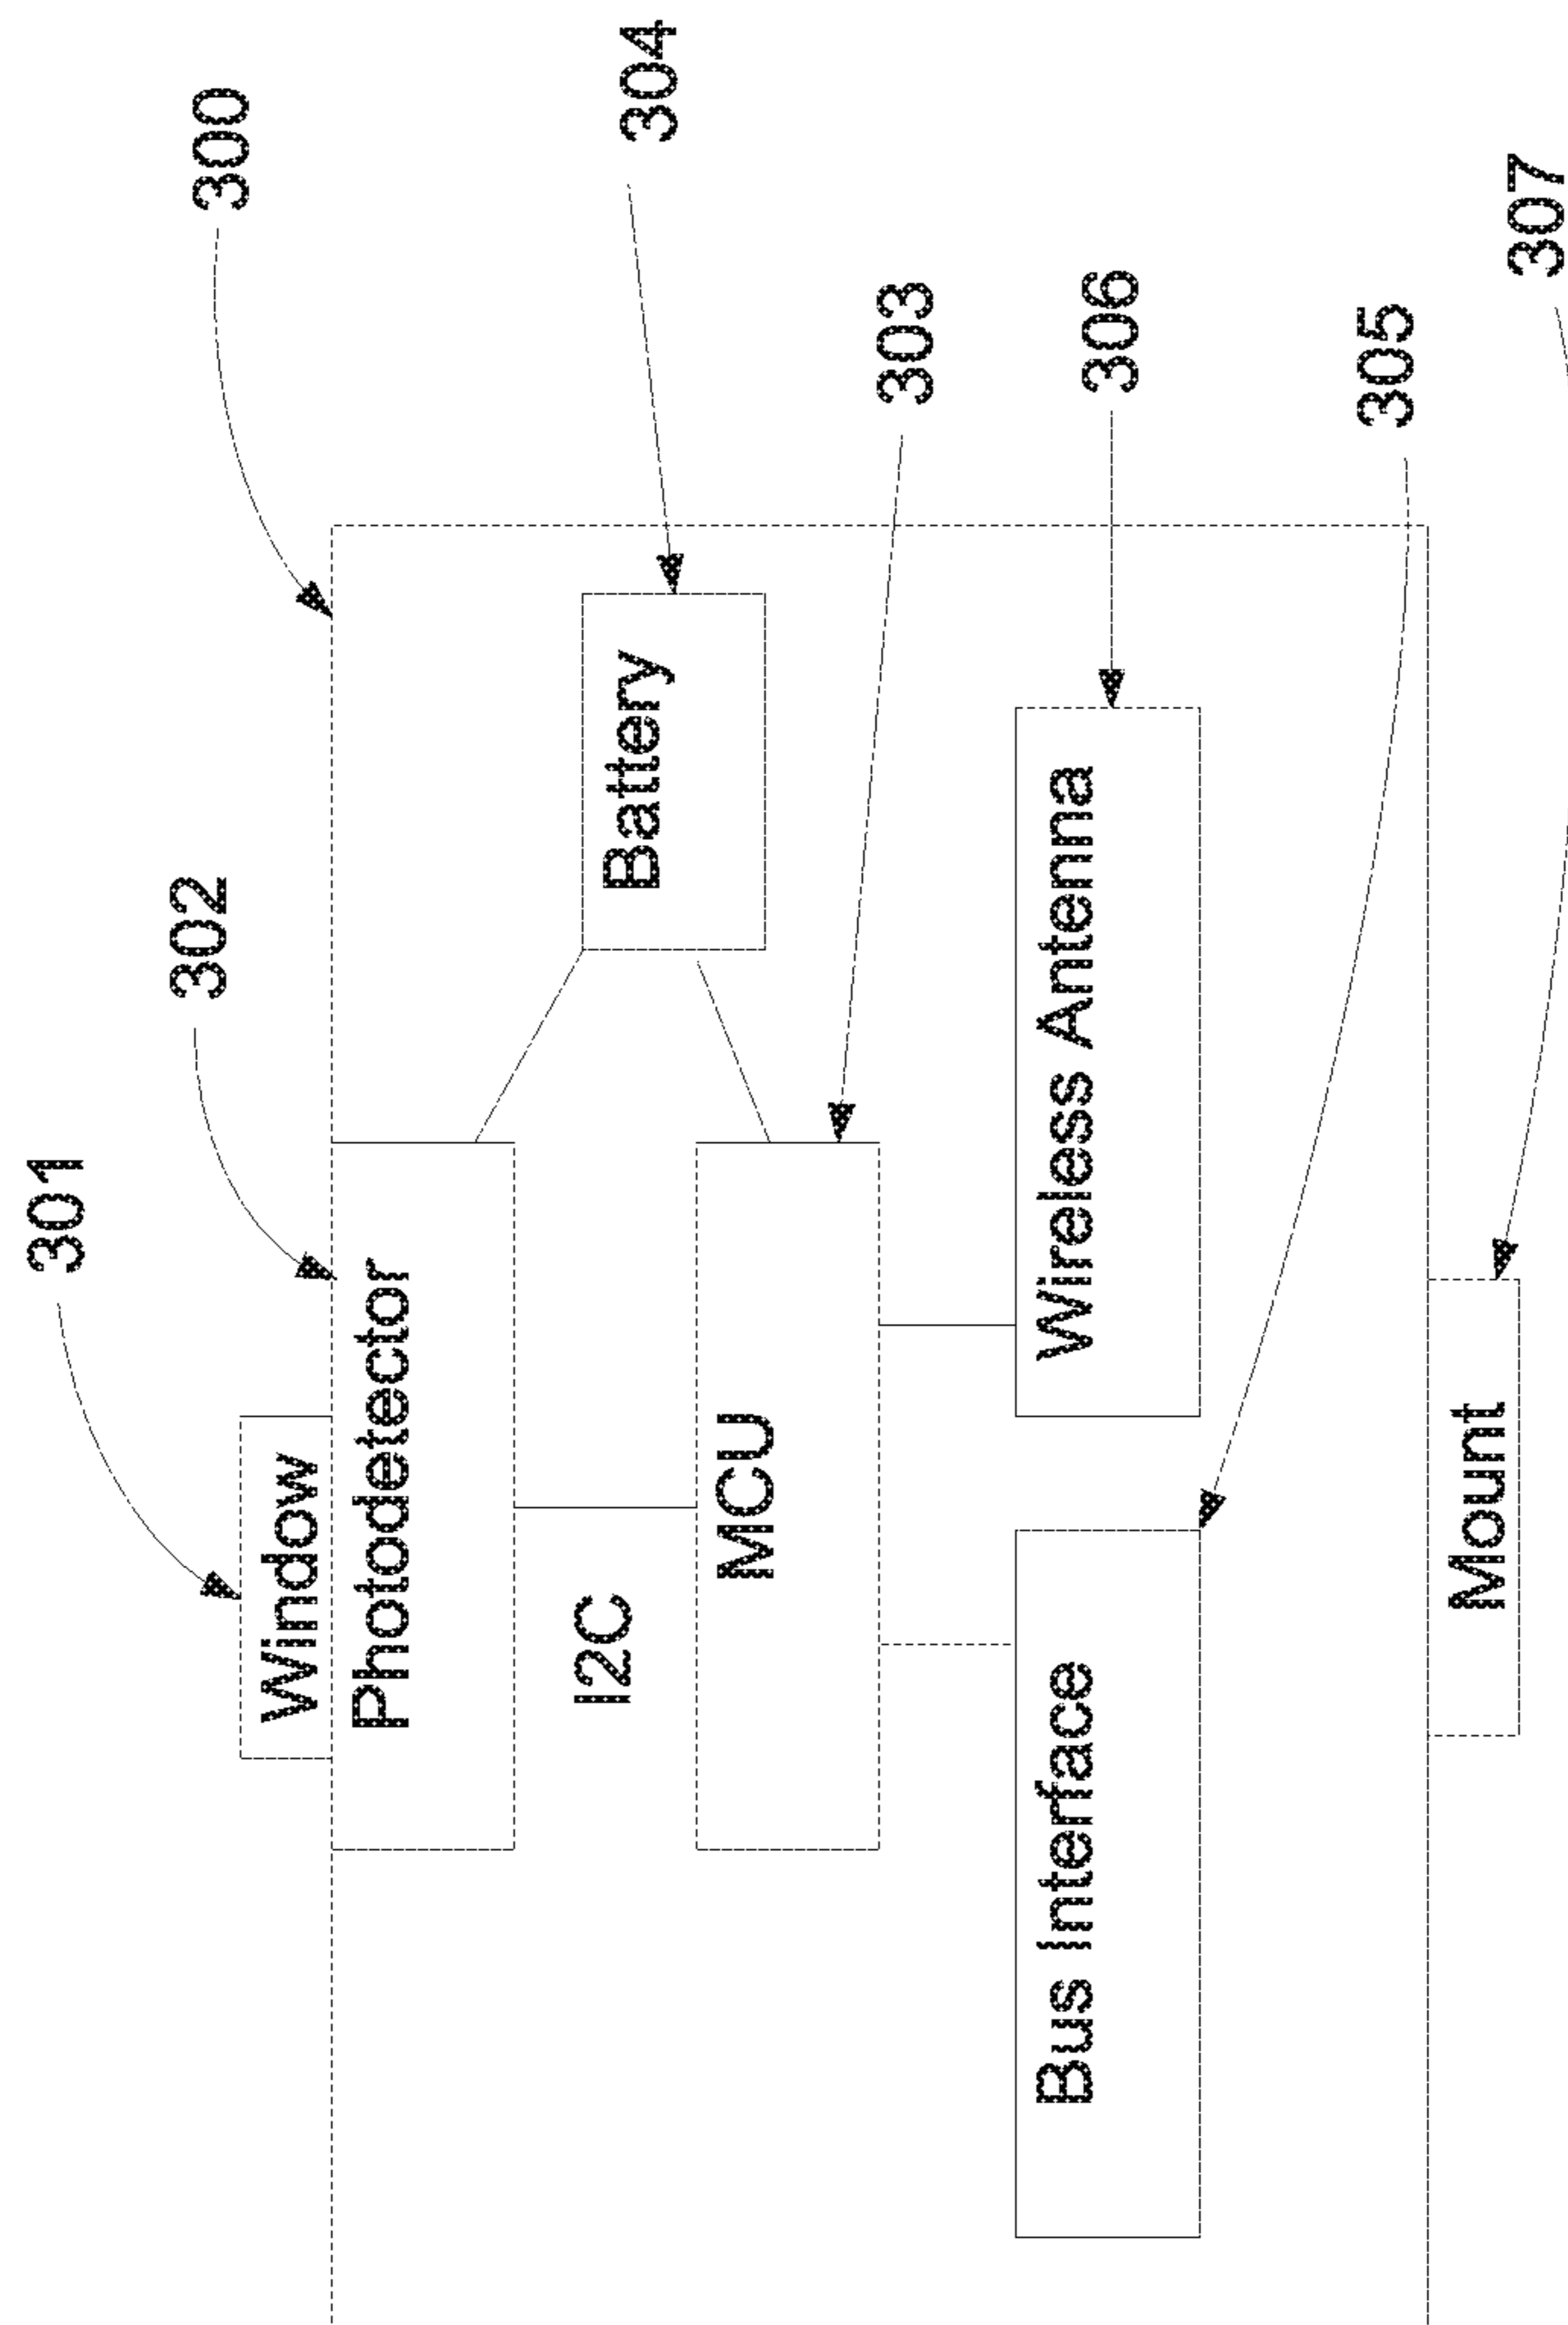 301
302
300
304
Window
Photodetector
Battery
303
I2C
MCU
306
Wireless Antenna
Bus Interface
305
Mount
307